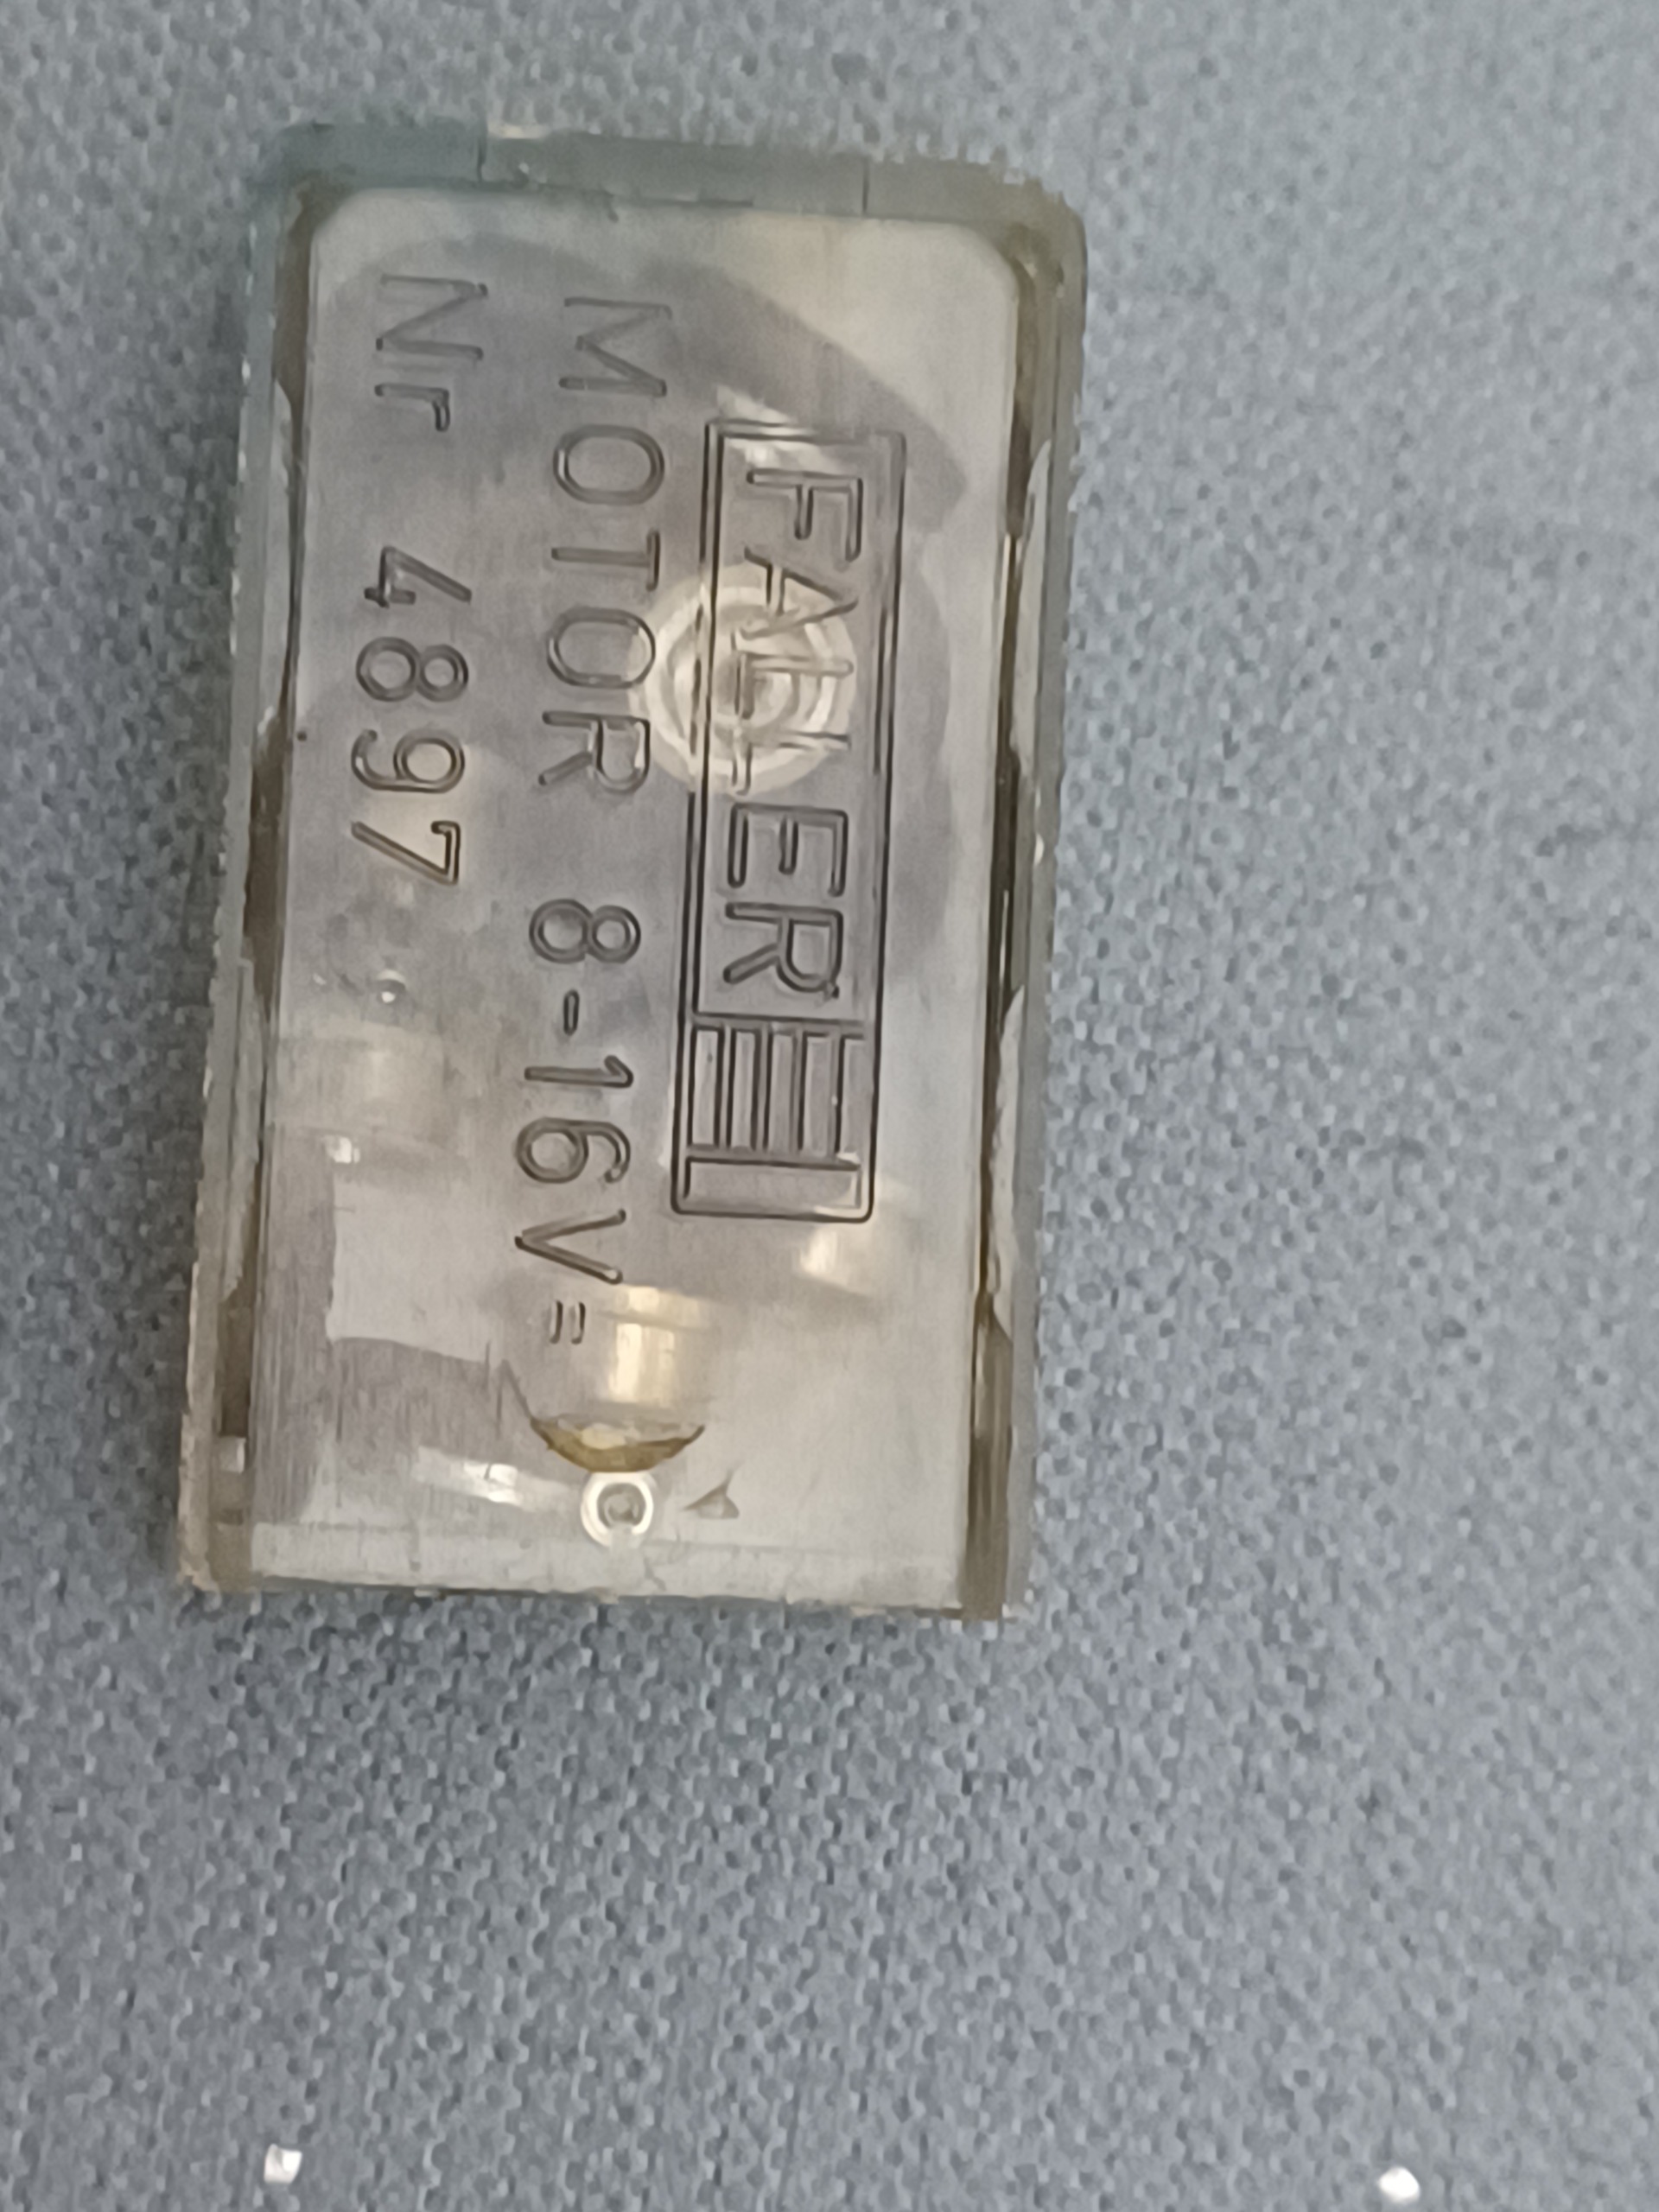 FALLER
MOTOR 8-16V=
Nr 4897